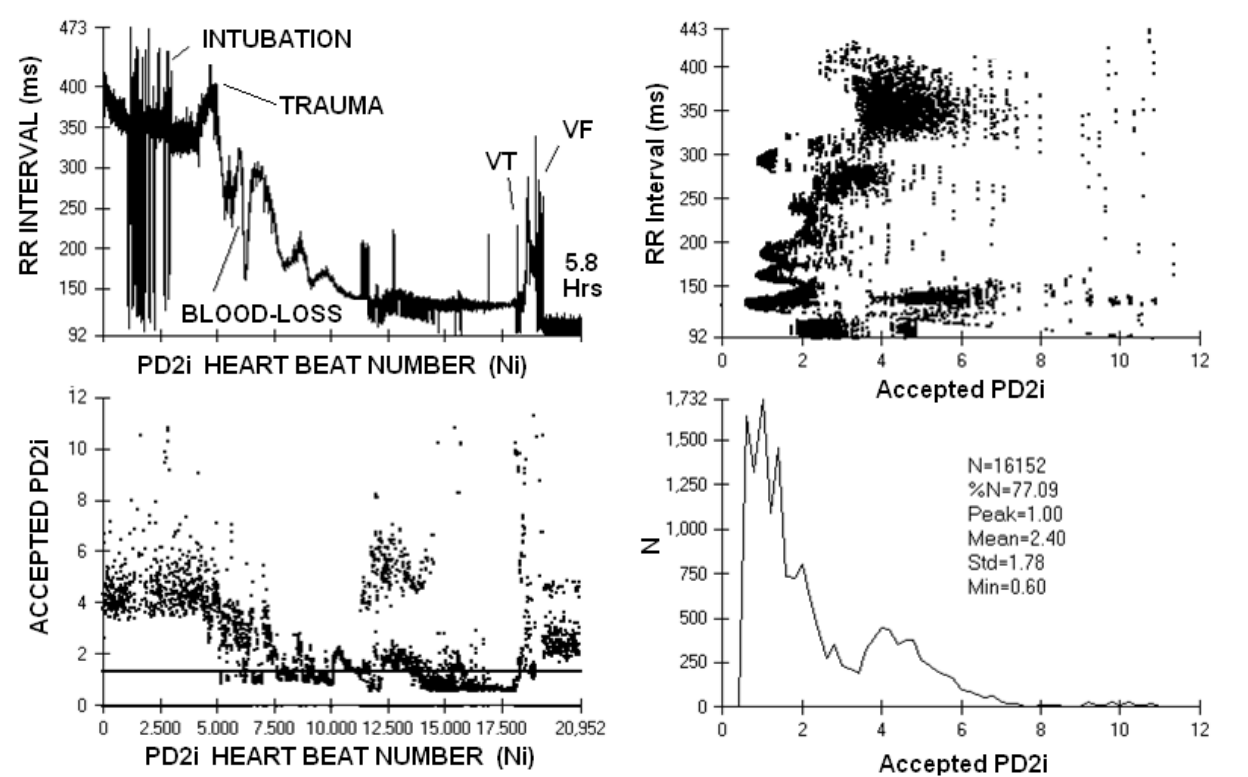 473
400
350
300
250
200
150
92
RR INTERVAL (ms)
INTUBATION
TRAUMA
VT
VF
5.8
Hrs
BLOOD-LOSS
PD2i HEART BEAT NUMBER (Ni)
443
400
350
300
250
200
150
92
RR Interval (ms)
0 2 4 6 8 10 12
Accepted PD2i
12
10
8
6
4
2
0
ACCEPTED PD2i
0 2.500 5.000 7.500 10.000 12.500 15.000 17.500 20,952
PD2i HEART BEAT NUMBER (Ni)
1,732
1,500
1,250
1,000
750
500
250
0
N
N=16152
%N=77.09
Peak=1.00
Mean=2.40
Std=1.78
Min=0.60
0 2 4 6 8 10 12
Accepted PD2i